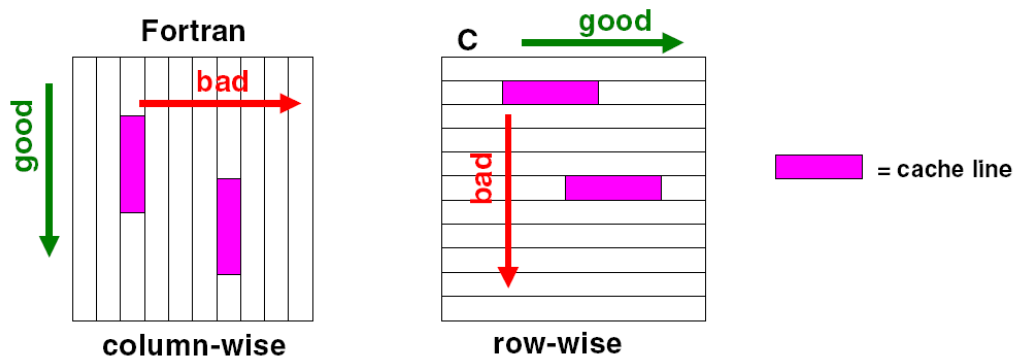 Fortran
good
bad
column-wise
C
good
bad
row-wise
= cache line